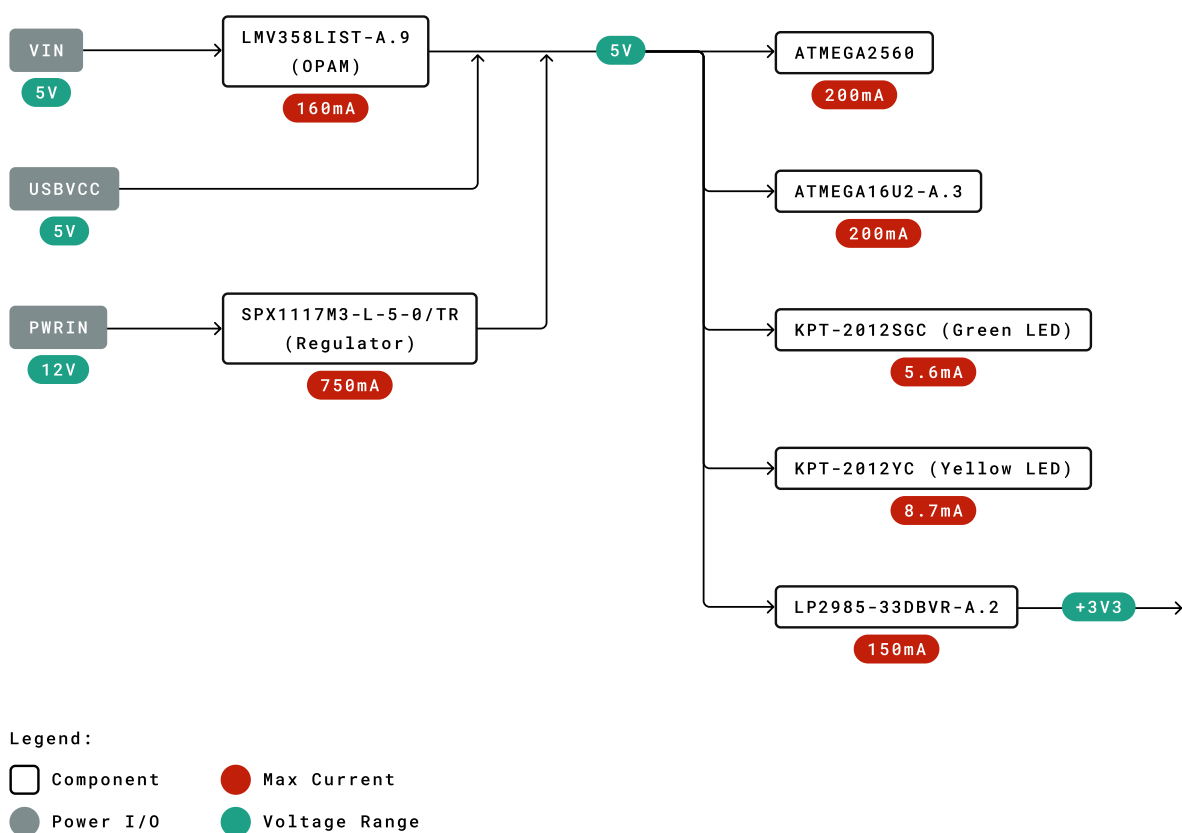 VIN
5V
LMV358LIST-A.9
(OPAM)
160mA
5V
ATMEGA2560
200mA
USBVCC
5V
ATMEGA16U2-A.3
200mA
PWRIN
12V
SPX1117M3-L-5-0/TR
(Regulator)
750mA
KPT-2012SGC (Green LED)
5.6mA
KPT-2012YC (Yellow LED)
8.7mA
LP2985-33DBVR-A.2
150mA
+3V3
Legend:
Component
Max Current
Power I/O
Voltage Range